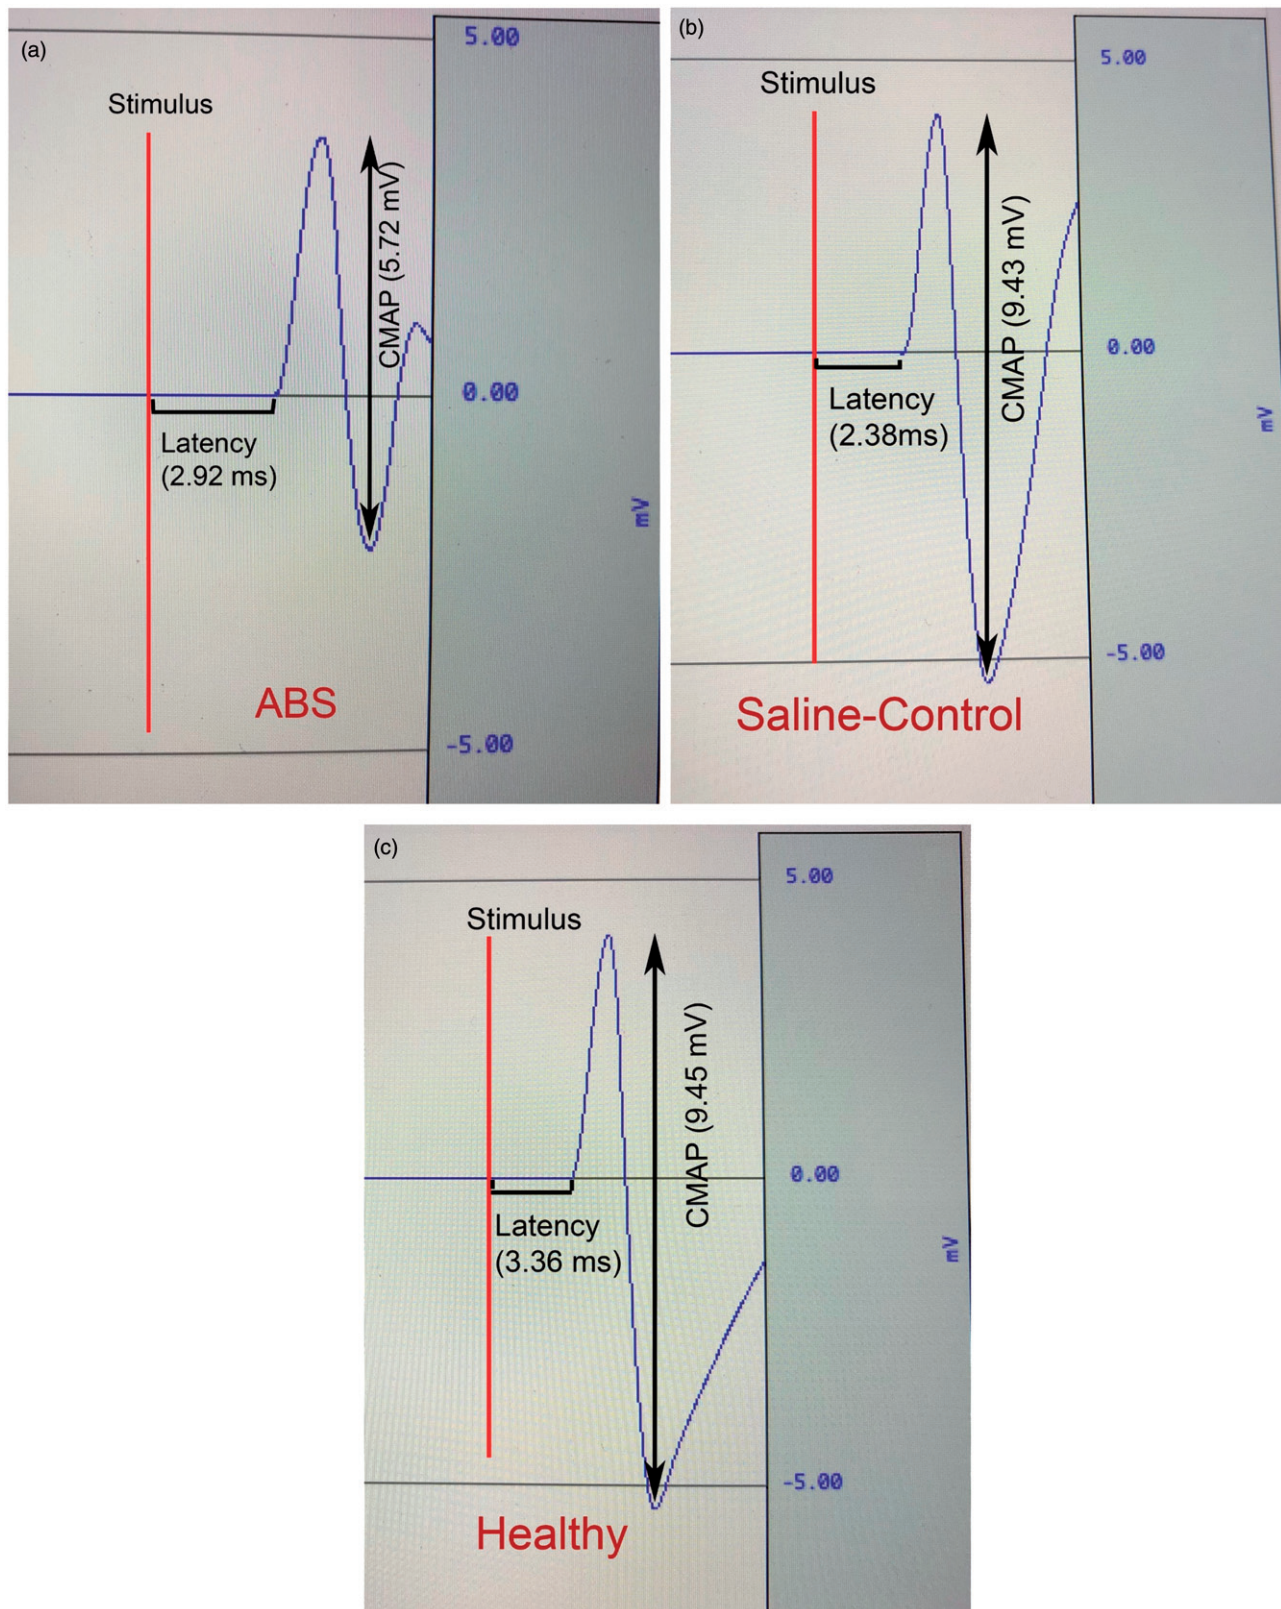 (a)
5.00
Stimulus
CMAP (5.72 mV)
0.00
Latency
(2.92 ms)
mV
ABS
-5.00
(b)
5.00
Stimulus
CMAP (9.43 mV)
0.00
Latency
(2.38ms)
mV
-5.00
Saline-Control
(c)
5.00
Stimulus
CMAP (9.45 mV)
0.00
Latency
(3.36 ms)
mV
-5.00
Healthy